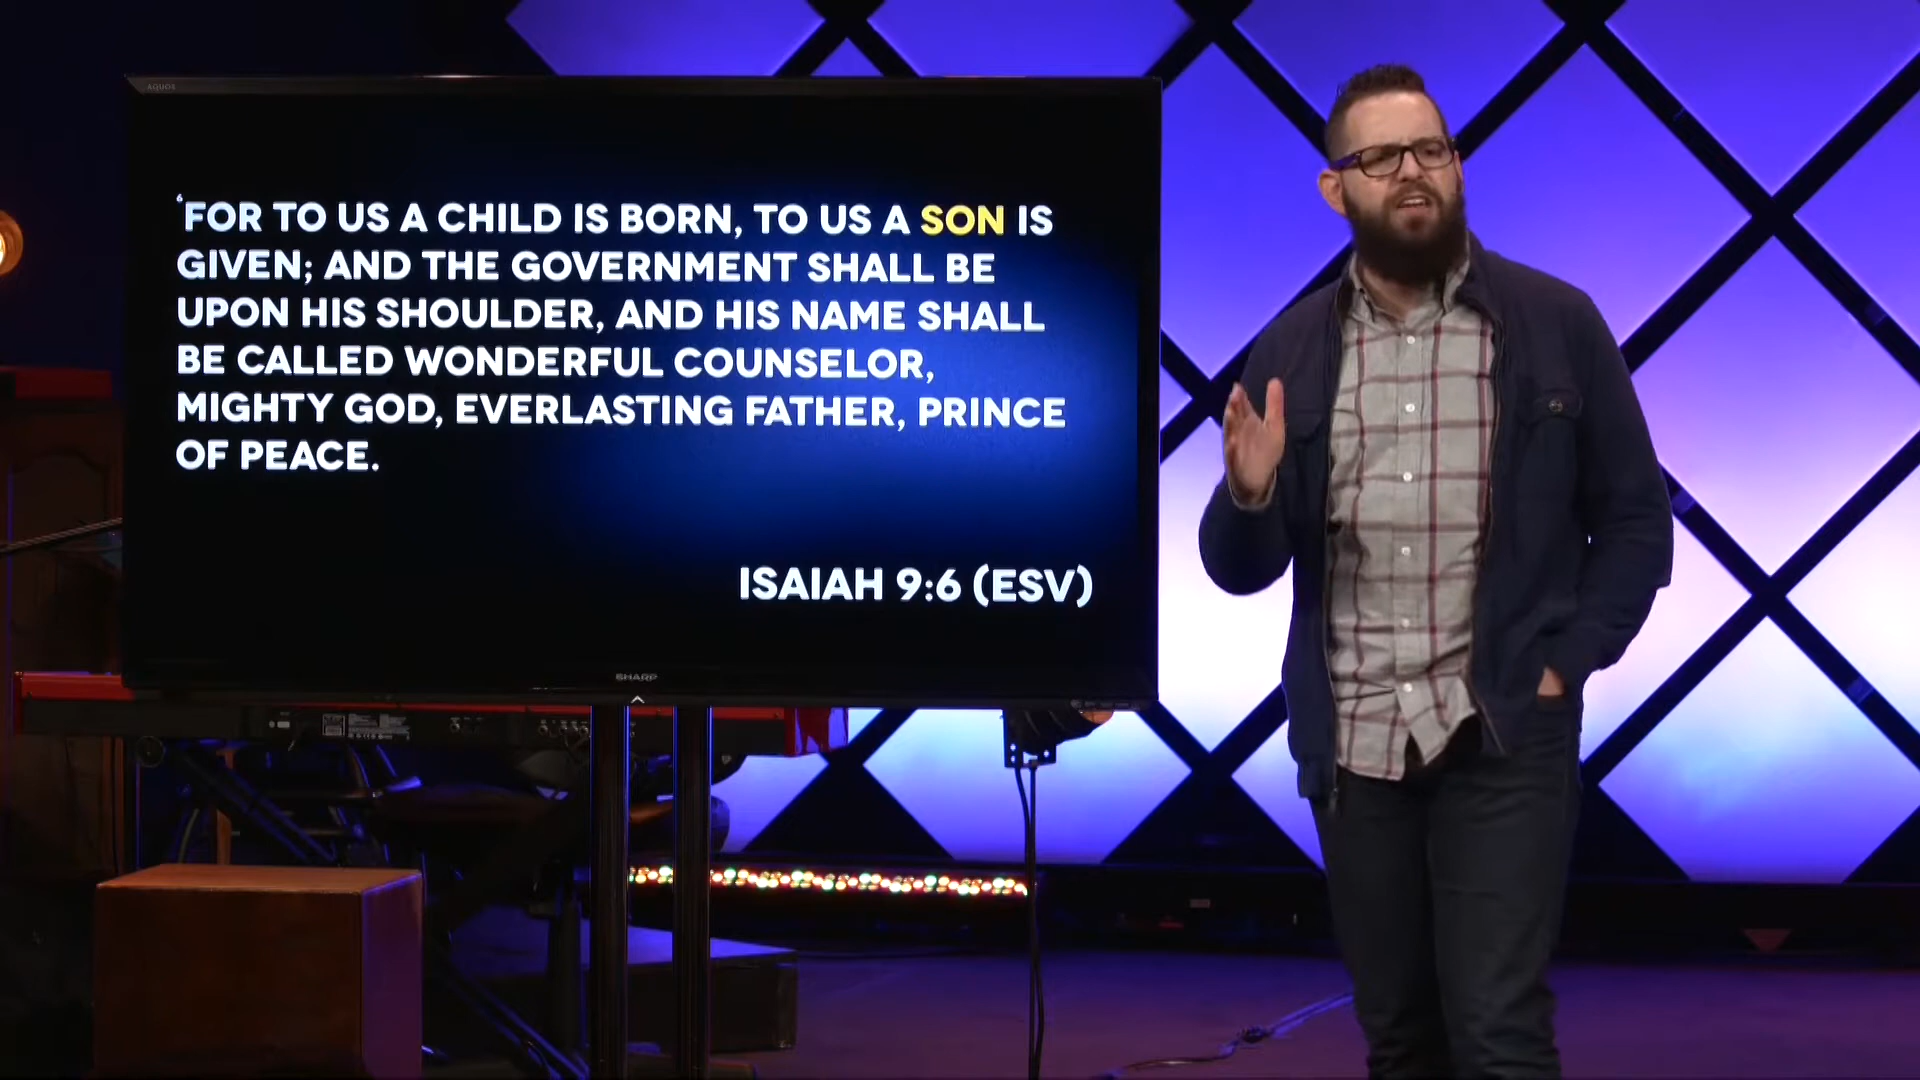 AQUOS
‘FOR TO US A CHILD IS BORN, TO US A SON IS
GIVEN; AND THE GOVERNMENT SHALL BE
UPON HIS SHOULDER, AND HIS NAME SHALL
BE CALLED WONDERFUL COUNSELOR,
MIGHTY GOD, EVERLASTING FATHER, PRINCE
OF PEACE.
ISAIAH 9:6 (ESV)
SHARP